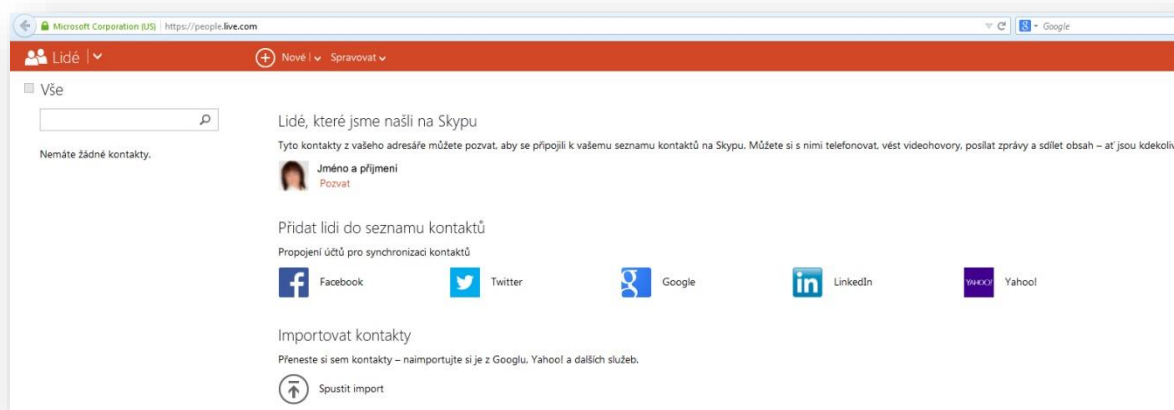 Microsoft Corporation (US) https://people.live.com Google
Lidé Nové Spravovat
Vše
Nemáte žádné kontakty.
Lidé, které jsme našli na Skypu
Tyto kontakty z vašeho adresáře můžete pozvat, aby se připojili k vašemu seznamu kontaktů na Skypu. Můžete si s nimi telefonovat, vést videohovory, posílat zprávy a sdílet obsah – ať jsou kdekoliv
Jméno a příjmení
Pozvat
Přidat lidi do seznamu kontaktů
Propojení účtů pro synchronizaci kontaktů
Facebook Twitter Google LinkedIn YAHOO! Yahoo!
Importovat kontakty
Přeneste si sem kontakty – naimportujte si je z Googlu, Yahoo! a dalších služeb.
Spustit import